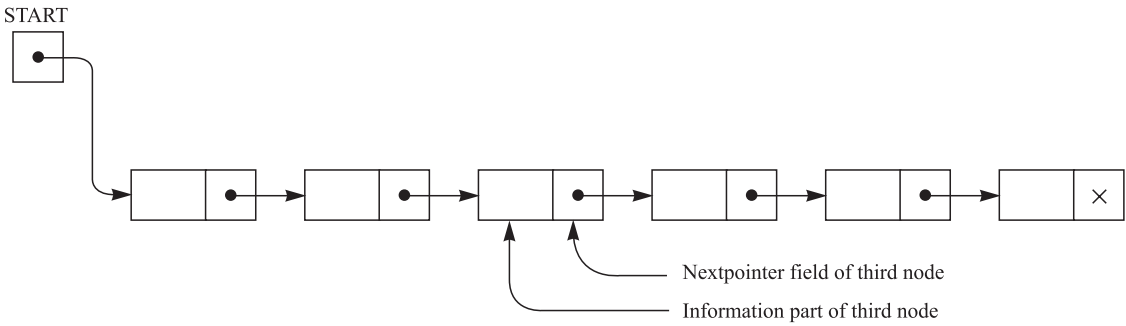 START
Nextpointer field of third node
Information part of third node